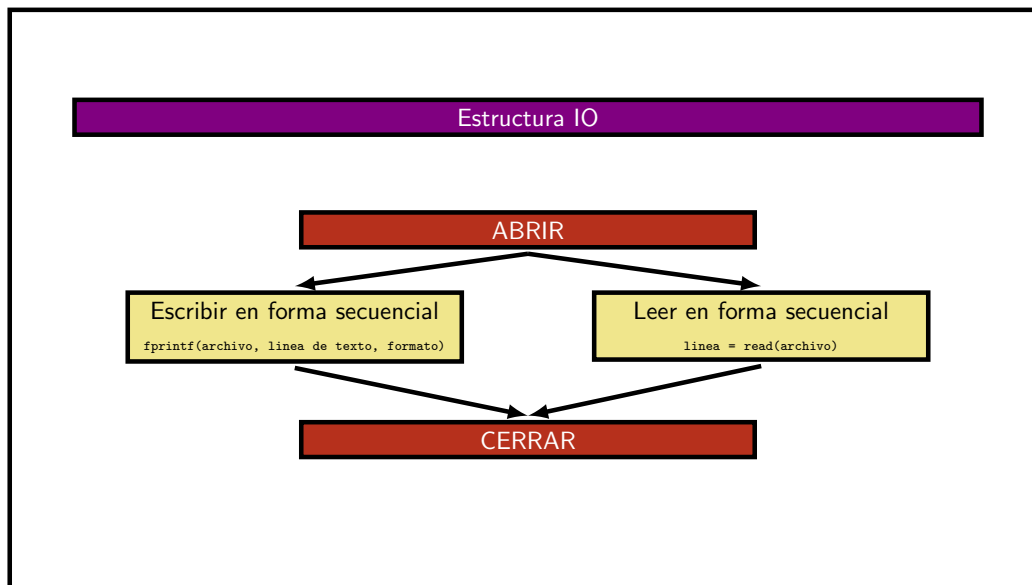 Estructura IO
ABRIR
Escribir en forma secuencial
fprintf(archivo, linea de texto, formato)
Leer en forma secuencial
linea = read(archivo)
CERRAR